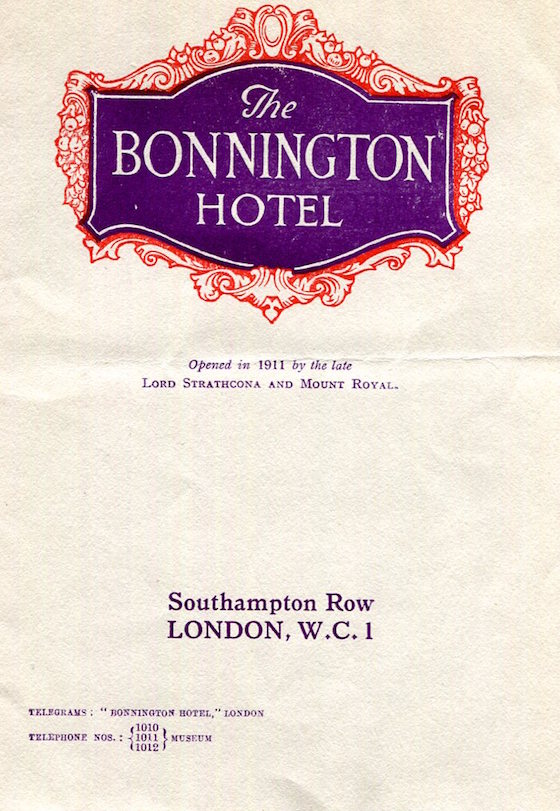 The
BONNINGTON
HOTEL
Opened in 1911 by the late
LORD STRATHCONA AND MOUNT ROYAL.
Southampton Row
LONDON, W.C. 1
TELEGRAMS : "BONNINGTON HOTEL," LONDON
TELEPHONE NOS. : {1010 1011 1012} MUSEUM